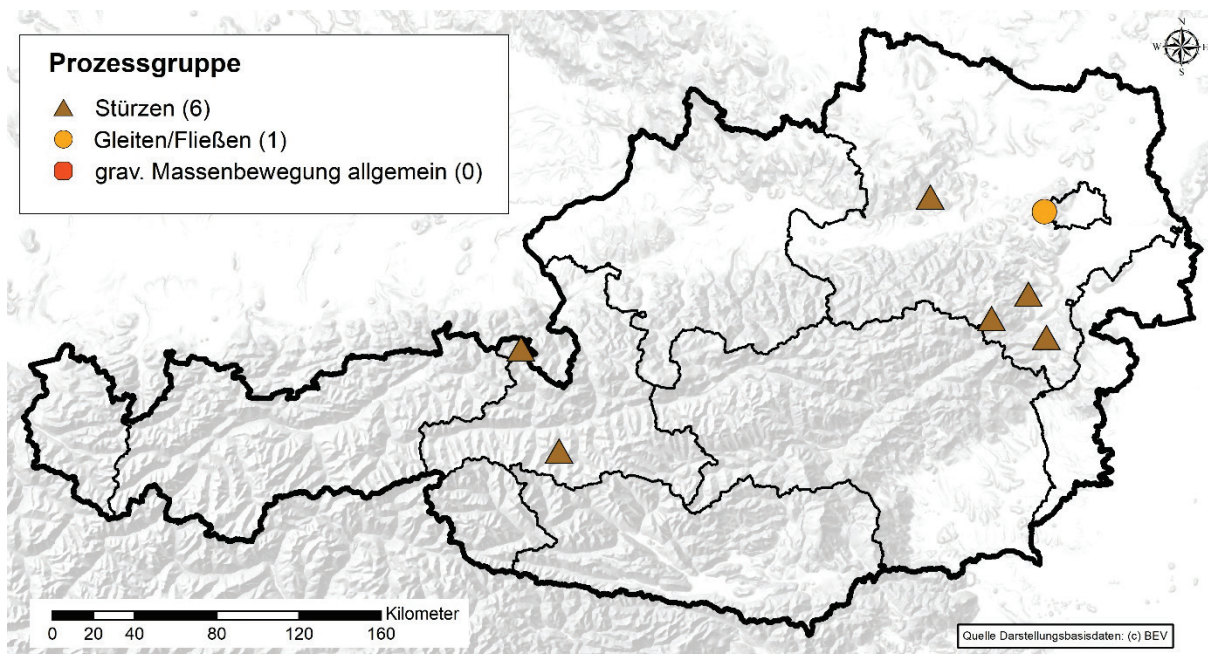 Prozessgruppe
Stürzen (6)
Gleiten/Fließen (1)
grav. Massenbewegung allgemein (0)
N
W E
S
Kilometer
0 20 40 80 120 160
Quelle Darstellungsbasisdaten: (c) BEV